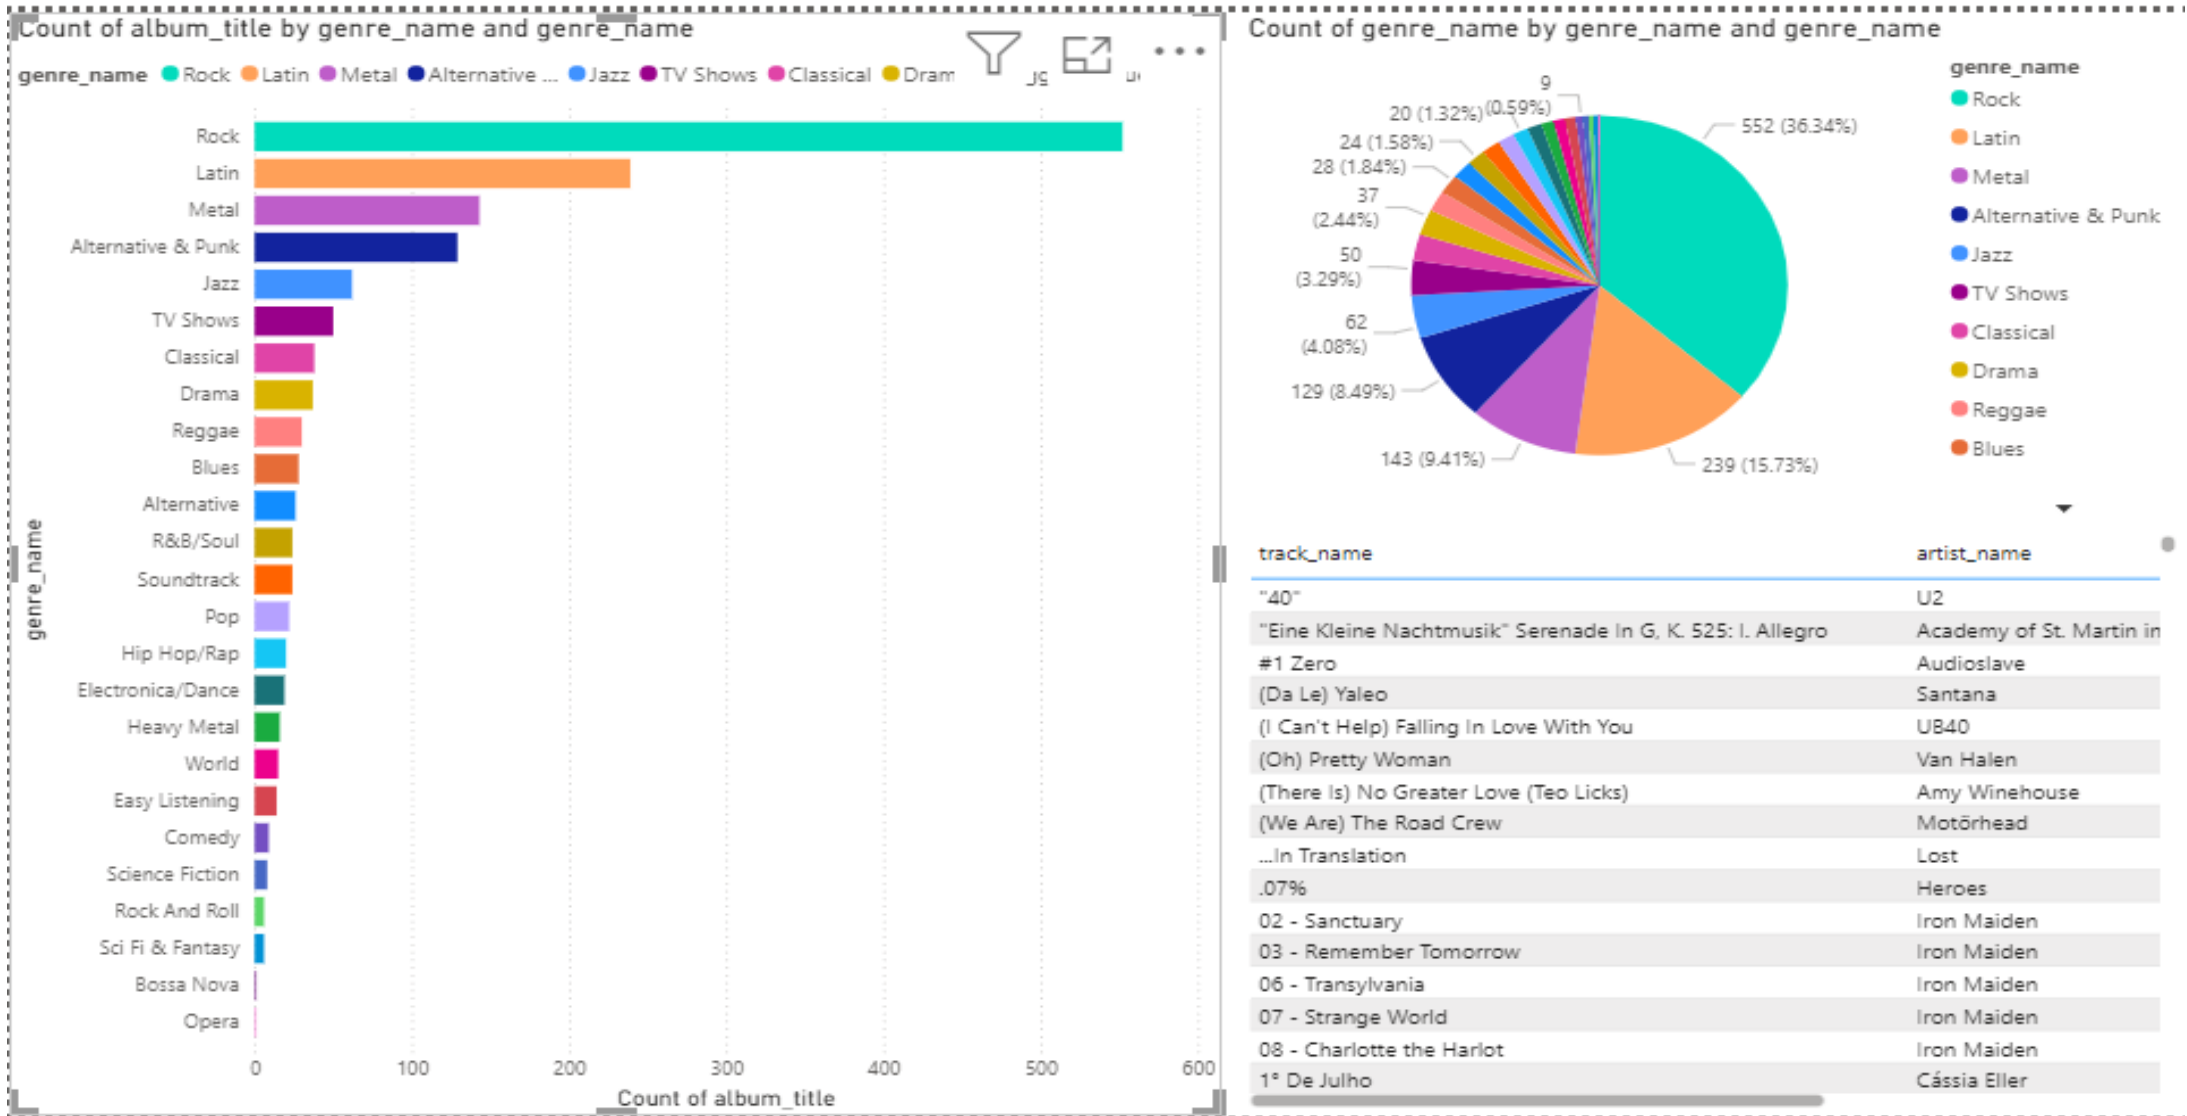 Count of album_title by genre_name and genre_name
genre_name Rock Latin Metal Alternative ... Jazz TV Shows Classical Dram
Rock
Latin
Metal
Alternative & Punk
Jazz
TV Shows
Classical
Drama
Reggae
Blues
Alternative
R&B/Soul
Soundtrack
Pop
Hip Hop/Rap
Electronica/Dance
Heavy Metal
World
Easy Listening
Comedy
Science Fiction
Rock And Roll
Sci Fi & Fantasy
Bossa Nova
Opera
genre_name
0 100 200 300 400 500 600
Count of album_title
Count of genre_name by genre_name and genre_name
552 (36.34%)
239 (15.73%)
143 (9.41%)
129 (8.49%)
62
(4.08%)
50
(3.29%)
37
(2.44%)
28 (1.84%)
24 (1.58%)
20 (1.32%)
9
(0.59%)
genre_name
Rock
Latin
Metal
Alternative & Punk
Jazz
TV Shows
Classical
Drama
Reggae
Blues
track_name artist_name
"40" U2
"Eine Kleine Nachtmusik" Serenade In G, K. 525: I. Allegro Academy of St. Martin in
#1 Zero Audioslave
(Da Le) Yaleo Santana
(I Can't Help) Falling In Love With You UB40
(Oh) Pretty Woman Van Halen
(There Is) No Greater Love (Teo Licks) Amy Winehouse
(We Are) The Road Crew Motörhead
...In Translation Lost
.07% Heroes
02 - Sanctuary Iron Maiden
03 - Remember Tomorrow Iron Maiden
06 - Transylvania Iron Maiden
07 - Strange World Iron Maiden
08 - Charlotte the Harlot Iron Maiden
1º De Julho Cássia Eller